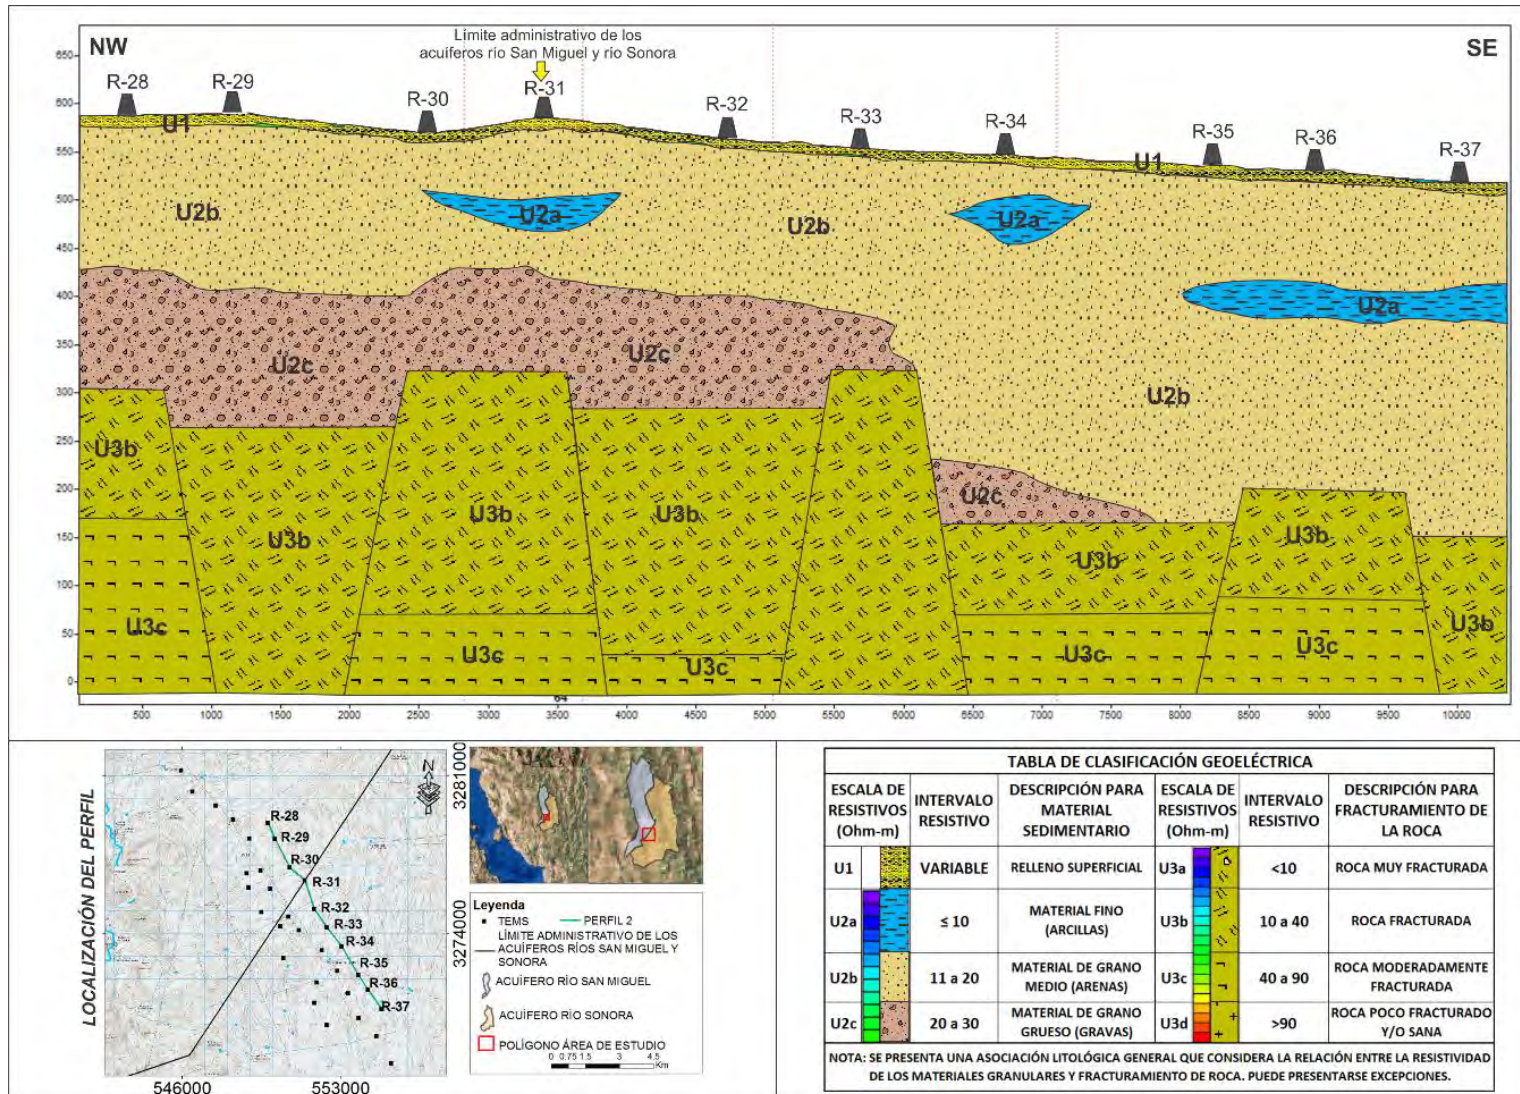 NW
Límite administrativo de los
acuíferos río San Miguel y río Sonora
SE
R-28
R-29
R-30
R-31
R-32
R-33
R-34
R-35
R-36
R-37
650
600
550
500
450
400
350
300
250
200
150
100
50
0
U1
U1
U2b
U2a
U2b
U2a
U2a
U2c
U2c
U2b
U2c
U3b
U3b
U3b
U3b
U3b
U3b
U3b
U3c
U3c
U3c
U3c
U3c
500
1000
1500
2000
2500
3000
3500
4000
4500
5000
5500
6000
6500
7000
7500
8000
8500
9000
9500
10000
LOCALIZACIÓN DEL PERFIL
N
R-28
R-29
R-30
R-31
R-32
R-33
R-34
R-35
R-36
R-37
3281000
3274000
546000
553000
Leyenda
TEMS
PERFIL 2
LÍMITE ADMINISTRATIVO DE LOS
ACUÍFEROS RÍOS SAN MIGUEL Y
SONORA
ACUÍFERO RÍO SAN MIGUEL
ACUÍFERO RÍO SONORA
POLÍGONO ÁREA DE ESTUDIO
0 0.75 1.5 3 4.5
Km
TABLA DE CLASIFICACIÓN GEOELÉCTRICA
ESCALA DE RESISTIVOS (Ohm-m) INTERVALO RESISTIVO DESCRIPCIÓN PARA MATERIAL SEDIMENTARIO ESCALA DE RESISTIVOS (Ohm-m) INTERVALO RESISTIVO DESCRIPCIÓN PARA FRACTURAMIENTO DE LA ROCA
U1 VARIABLE RELLENO SUPERFICIAL U3a <10 ROCA MUY FRACTURADA
U2a ≤ 10 MATERIAL FINO (ARCILLAS) U3b 10 a 40 ROCA FRACTURADA
U2b 11 a 20 MATERIAL DE GRANO MEDIO (ARENAS) U3c 40 a 90 ROCA MODERADAMENTE FRACTURADA
U2c 20 a 30 MATERIAL DE GRANO GRUESO (GRAVAS) U3d >90 ROCA POCO FRACTURADO Y/O SANA
NOTA: SE PRESENTA UNA ASOCIACIÓN LITOLÓGICA GENERAL QUE CONSIDERA LA RELACIÓN ENTRE LA RESISTIVIDAD
DE LOS MATERIALES GRANULARES Y FRACTURAMIENTO DE ROCA. PUEDE PRESENTARSE EXCEPCIONES.